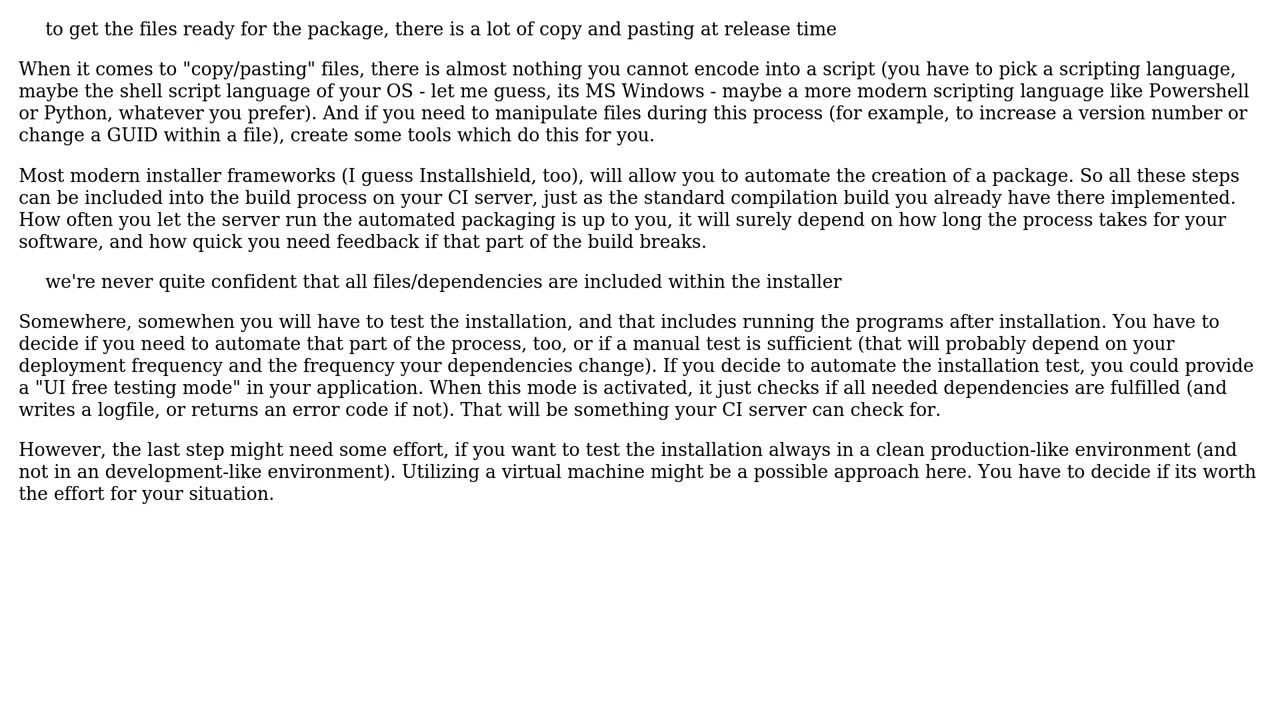 to get the files ready for the package, there is a lot of copy and pasting at release time
When it comes to "copy/pasting" files, there is almost nothing you cannot encode into a script (you have to pick a scripting language,
maybe the shell script language of your OS - let me guess, its MS Windows - maybe a more modern scripting language like Powershell
or Python, whatever you prefer). And if you need to manipulate files during this process (for example, to increase a version number or
change a GUID within a file), create some tools which do this for you.
Most modern installer frameworks (I guess Installshield, too), will allow you to automate the creation of a package. So all these steps
can be included into the build process on your CI server, just as the standard compilation build you already have there implemented.
How often you let the server run the automated packaging is up to you, it will surely depend on how long the process takes for your
software, and how quick you need feedback if that part of the build breaks.
we're never quite confident that all files/dependencies are included within the installer
Somewhere, somewhen you will have to test the installation, and that includes running the programs after installation. You have to
decide if you need to automate that part of the process, too, or if a manual test is sufficient (that will probably depend on your
deployment frequency and the frequency your dependencies change). If you decide to automate the installation test, you could provide
a "UI free testing mode" in your application. When this mode is activated, it just checks if all needed dependencies are fulfilled (and
writes a logfile, or returns an error code if not). That will be something your CI server can check for.
However, the last step might need some effort, if you want to test the installation always in a clean production-like environment (and
not in an development-like environment). Utilizing a virtual machine might be a possible approach here. You have to decide if its worth
the effort for your situation.